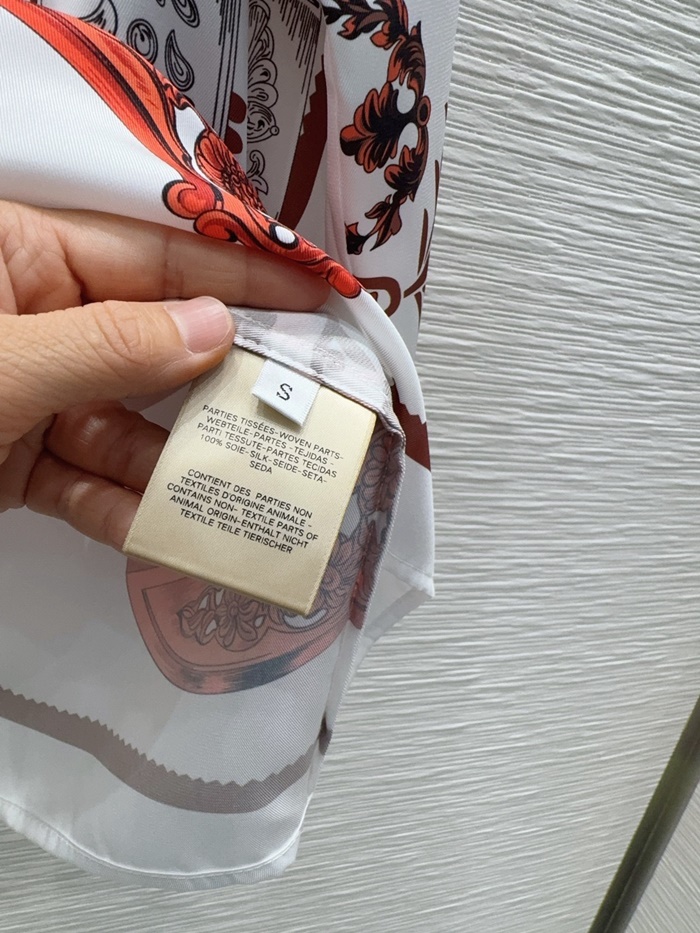 S
PARTIES TISSÉES-WOVEN PARTS-
WEBTEILE-PARTES -TEJIDAS -
PARTI TESSUTE-PARTES TECIDAS
100% SOIE-SILK-SEIDE-SETA-
SEDA
CONTIENT DES PARTIES NON
TEXTILES D'ORIGINE ANIMALE -
CONTAINS NON- TEXTILE PARTS OF
ANIMAL ORIGIN-ENTHALT NICHT
TEXTILE TEILE TIERISCHER